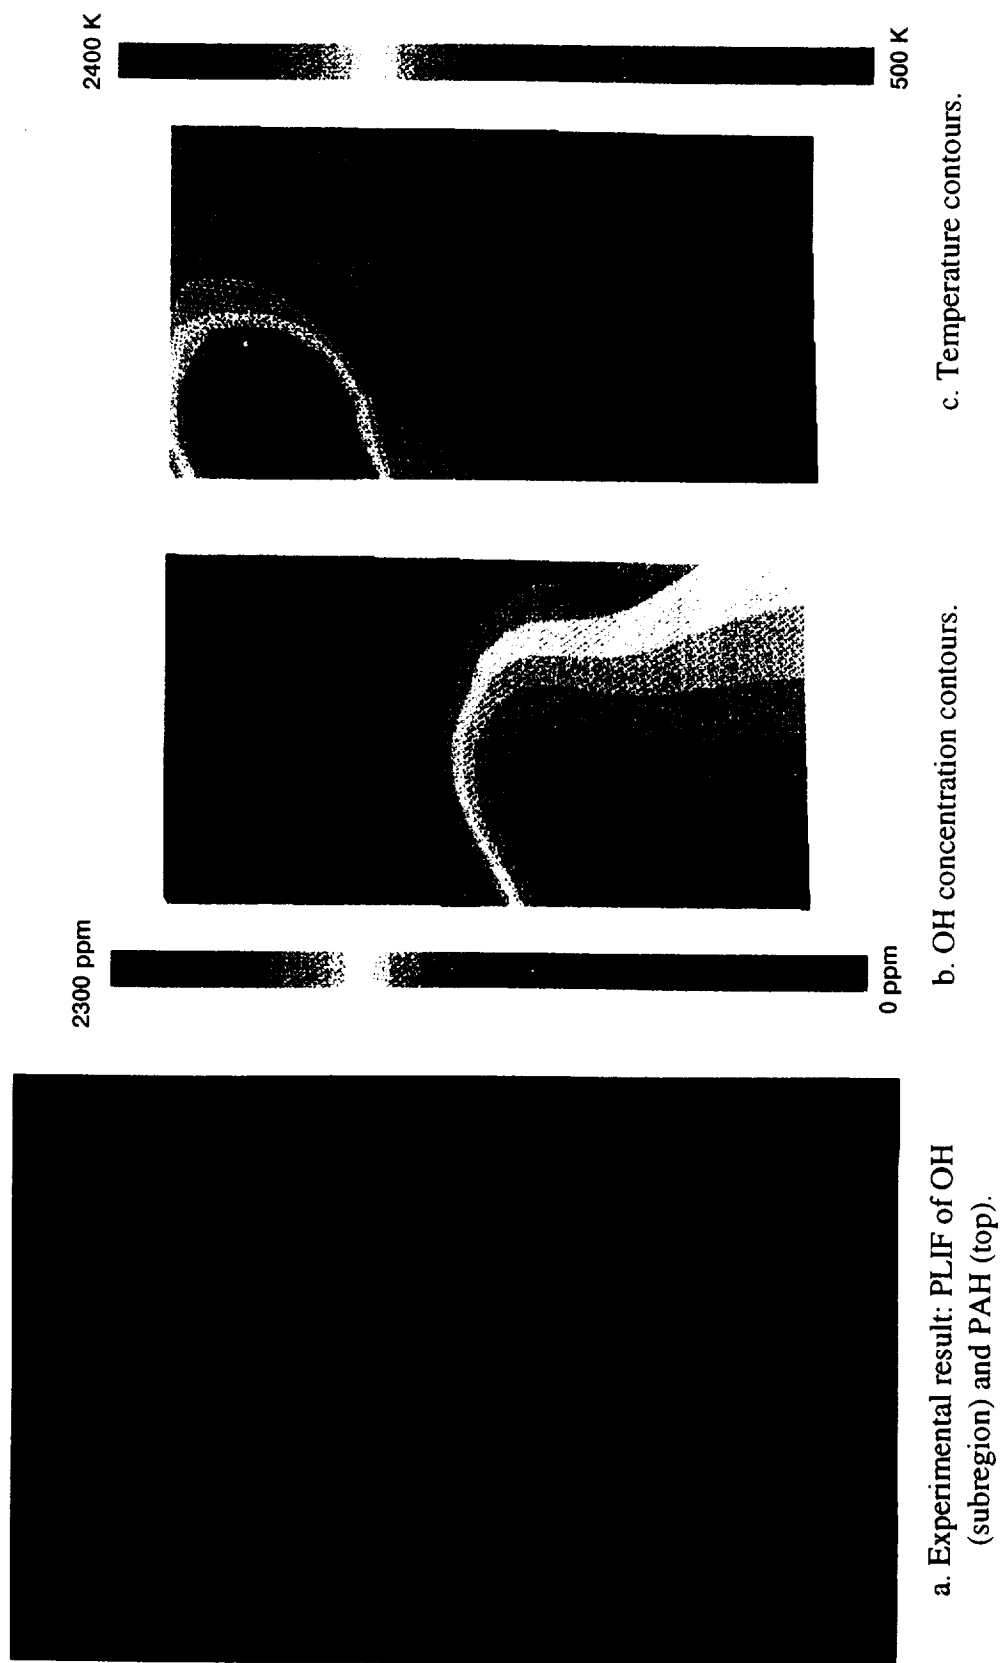 a. Experimental result: PLIF of OH
(subregion) and PAH (top).
2300 ppm
0 ppm
b. OH concentration contours.
2400 K
500 K
c. Temperature contours.